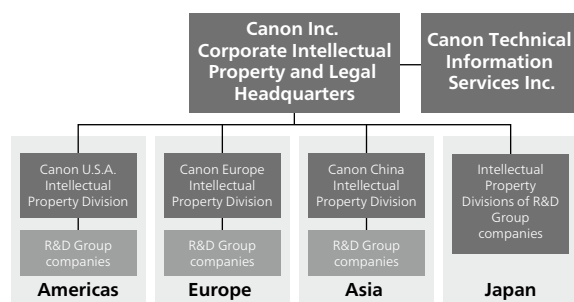 Canon Inc.
Corporate Intellectual
Property and Legal
Headquarters
Canon Technical
Information
Services Inc.
Canon U.S.A.
Intellectual
Property Division
R&D Group
companies
Americas
Canon Europe
Intellectual
Property Division
R&D Group
companies
Europe
Canon China
Intellectual
Property Division
R&D Group
companies
Asia
Intellectual
Property
Divisions of R&D
Group
companies
Japan